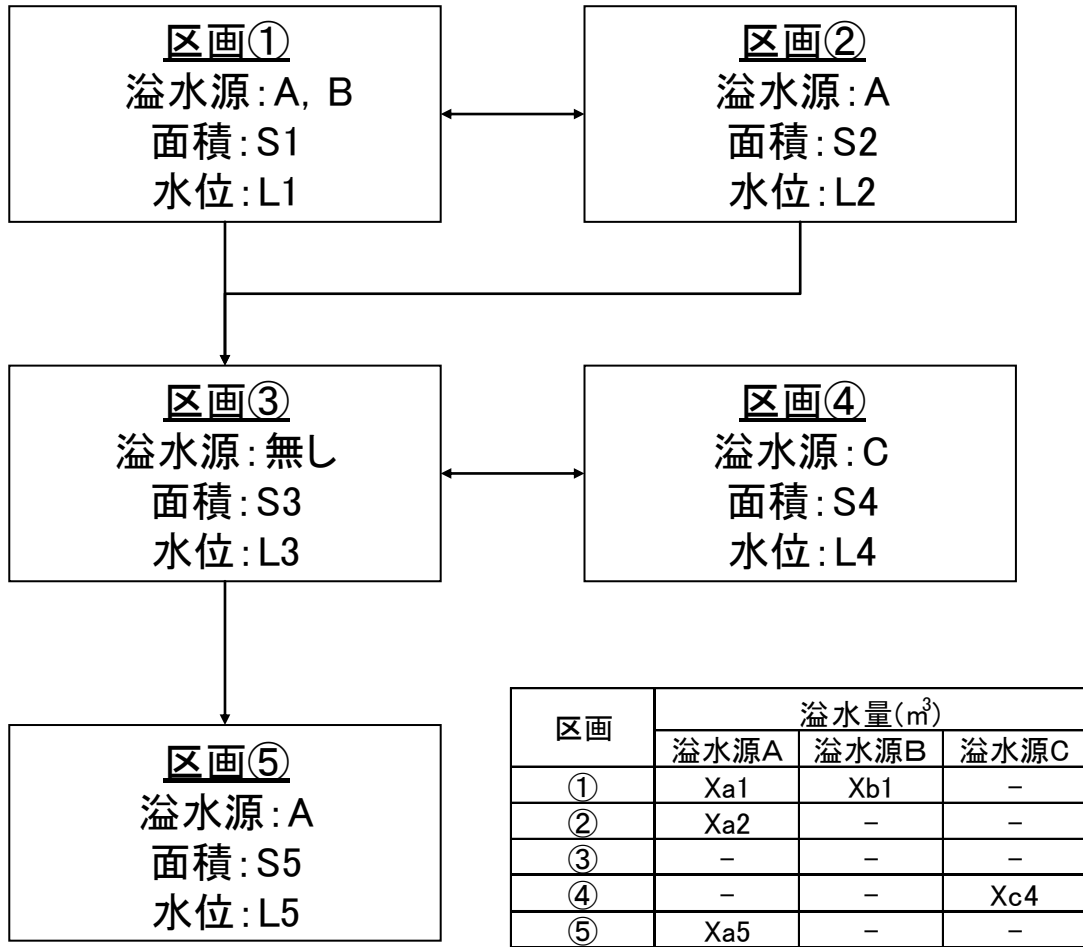 区画①
溢水源:A, B
面積:S1
水位:L1
区画②
溢水源:A
面積:S2
水位:L2
区画③
溢水源:無し
面積:S3
水位:L3
区画④
溢水源:C
面積:S4
水位:L4
区画⑤
溢水源:A
面積:S5
水位:L5
区画 溢水量(m³)
溢水源A 溢水源B 溢水源C
① Xa1 Xb1 −
② Xa2 − −
③ − − −
④ − − Xc4
⑤ Xa5 − −